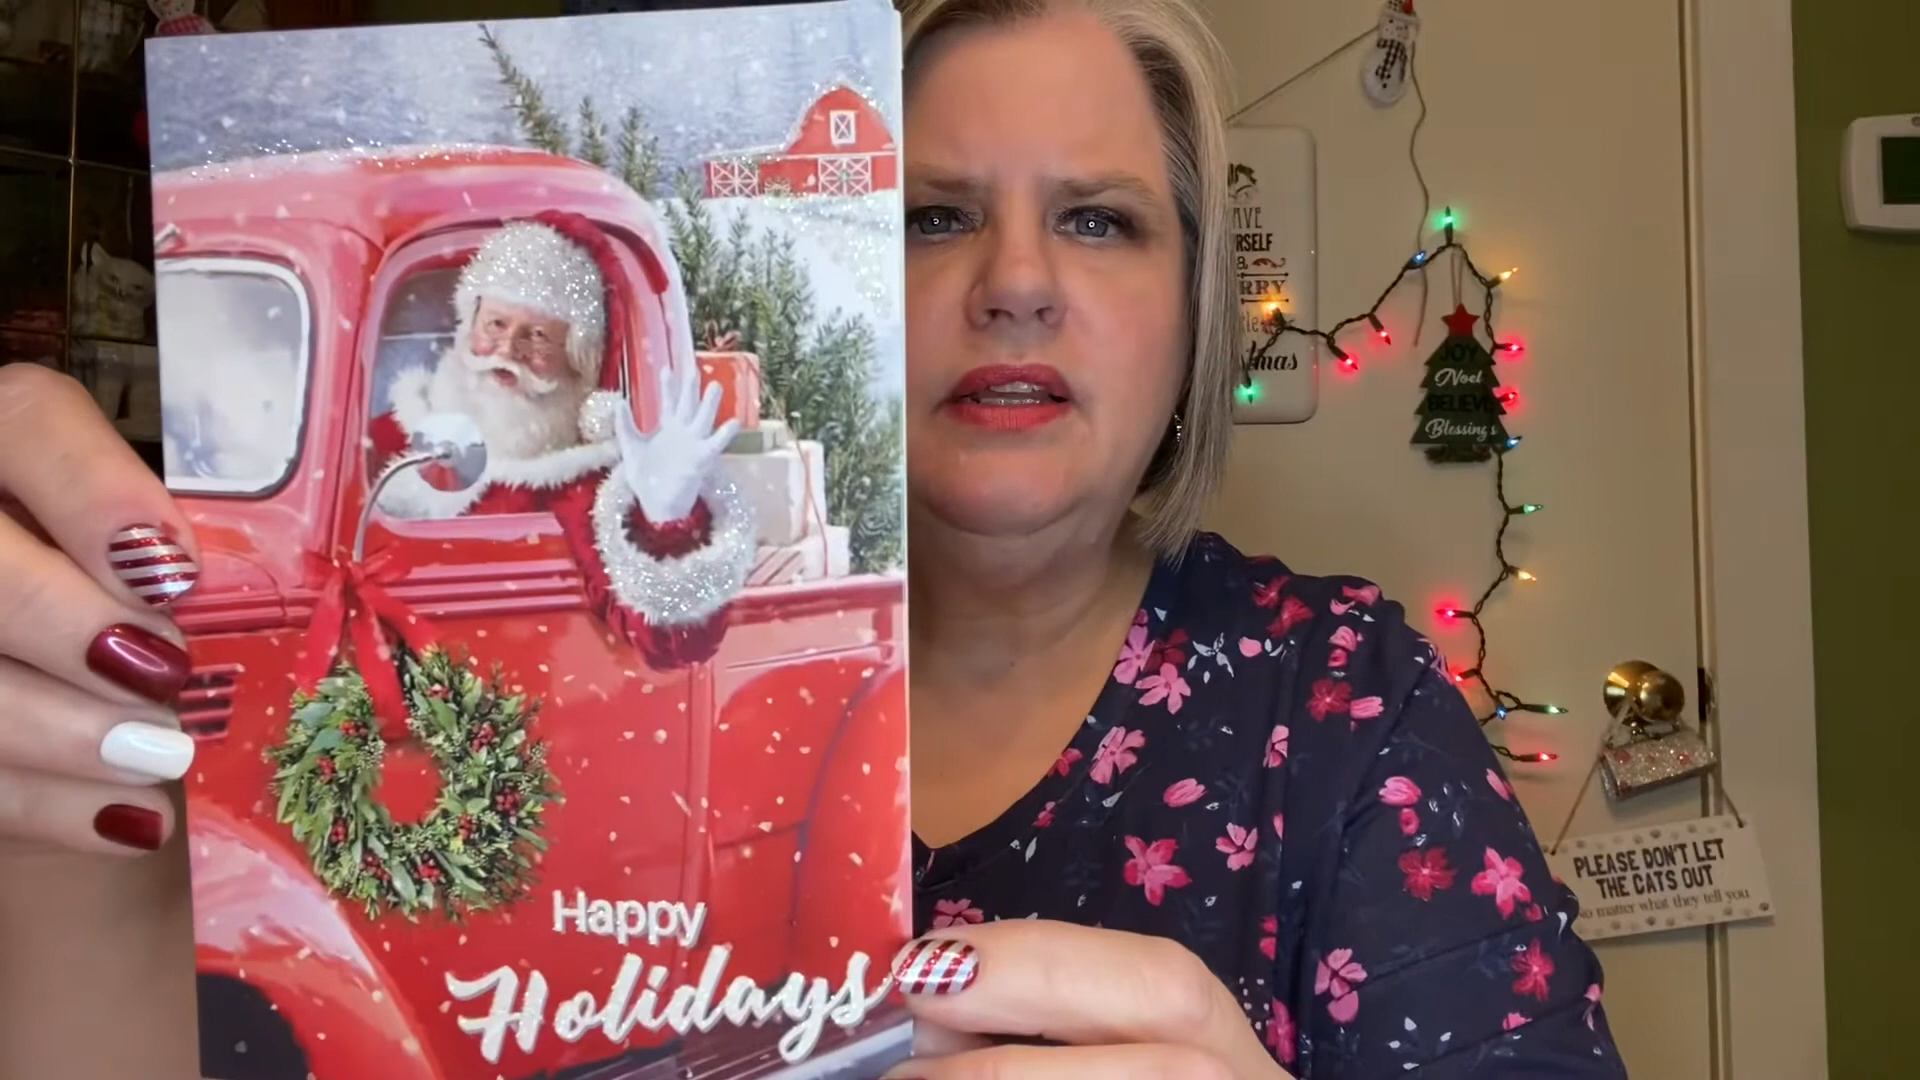 Happy
Holidays
JOY
Noel
BELIEVE
Blessings
PLEASE DON'T LET
THE CATS OUT
no matter what they tell you